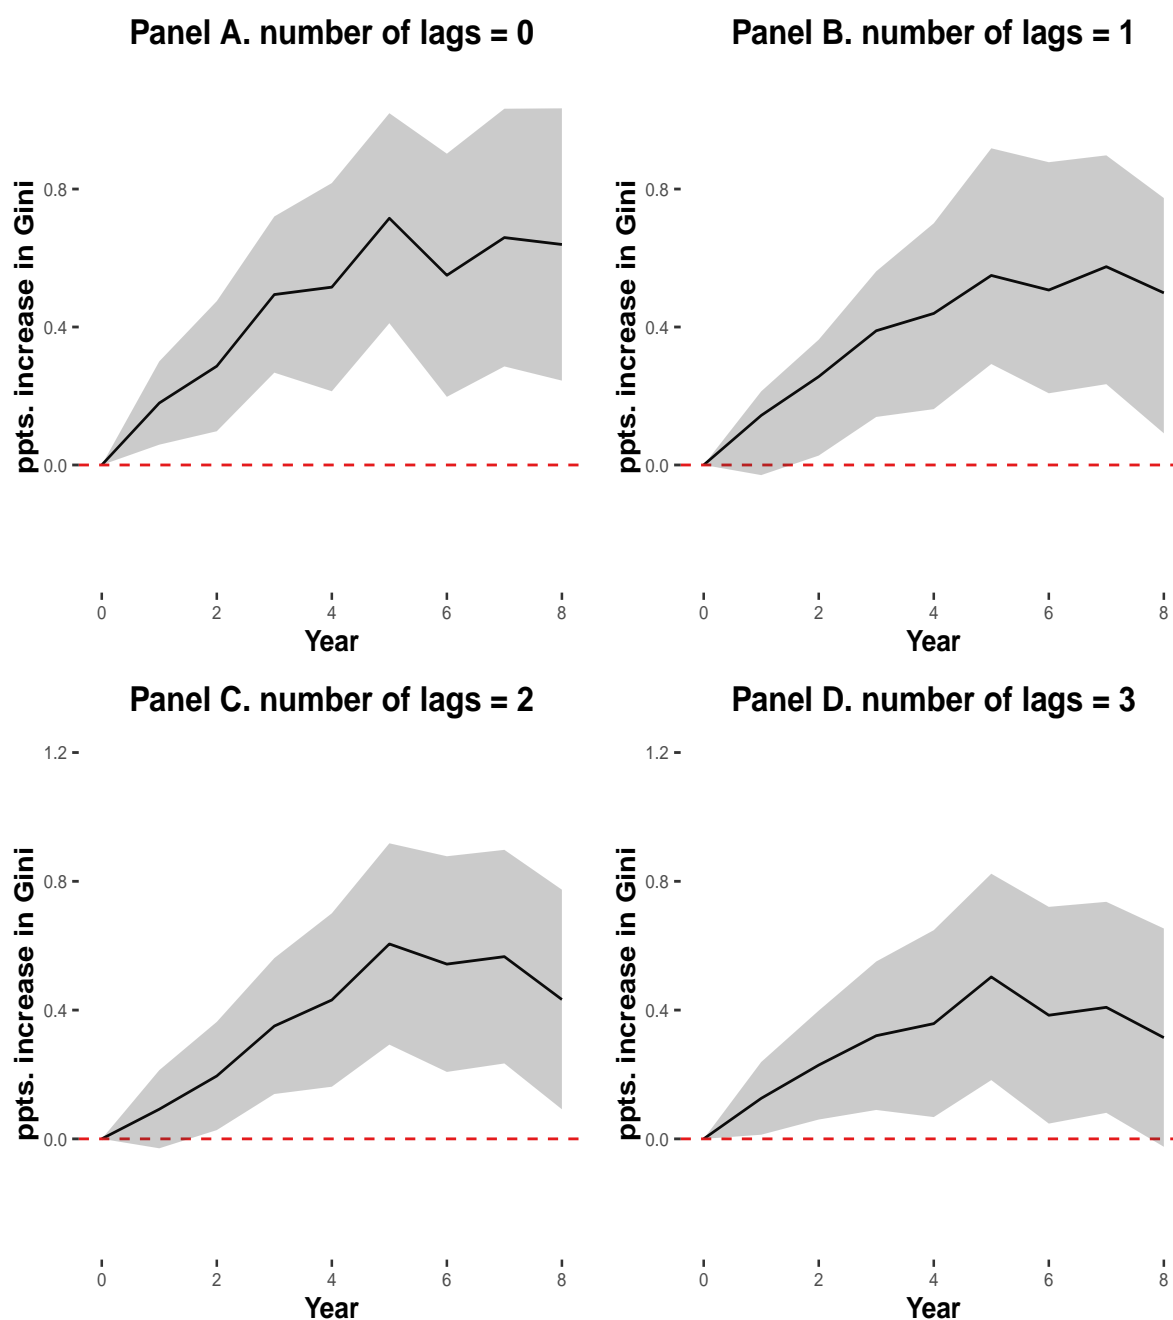 Panel A. number of lags = 0
ppts. increase in Gini
0.8
0.4
0.0
0 2 4 6 8
Year
Panel B. number of lags = 1
ppts. increase in Gini
0.8
0.4
0.0
0 2 4 6 8
Year
Panel C. number of lags = 2
ppts. increase in Gini
1.2
0.8
0.4
0.0
0 2 4 6 8
Year
Panel D. number of lags = 3
ppts. increase in Gini
1.2
0.8
0.4
0.0
0 2 4 6 8
Year